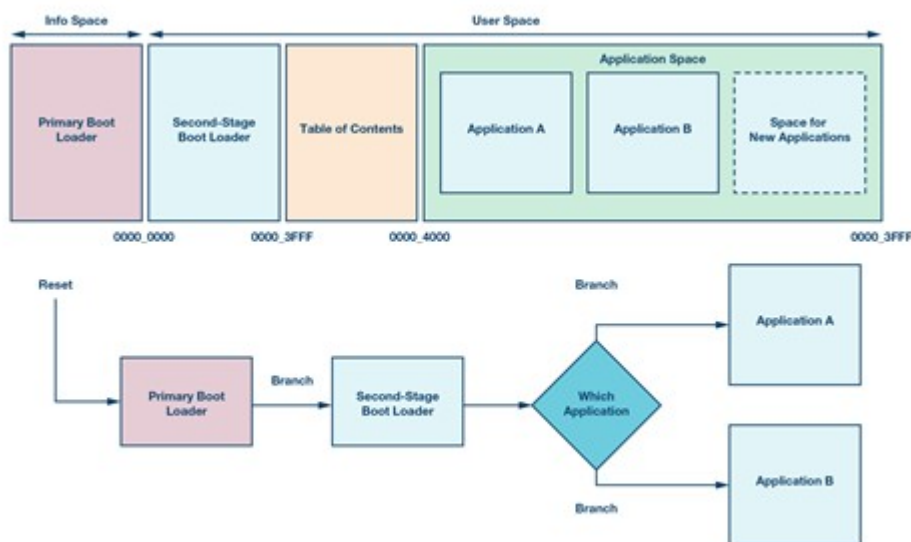 Info Space
User Space
Primary Boot
Loader
Second-Stage
Boot Loader
Table of Contents
Application Space
Application A
Application B
Space for
New Applications
0000_0000
0000_3FFF
0000_4000
0000_3FFF
Reset
Primary Boot
Loader
Branch
Second-Stage
Boot Loader
Which
Application
Branch
Application A
Branch
Application B